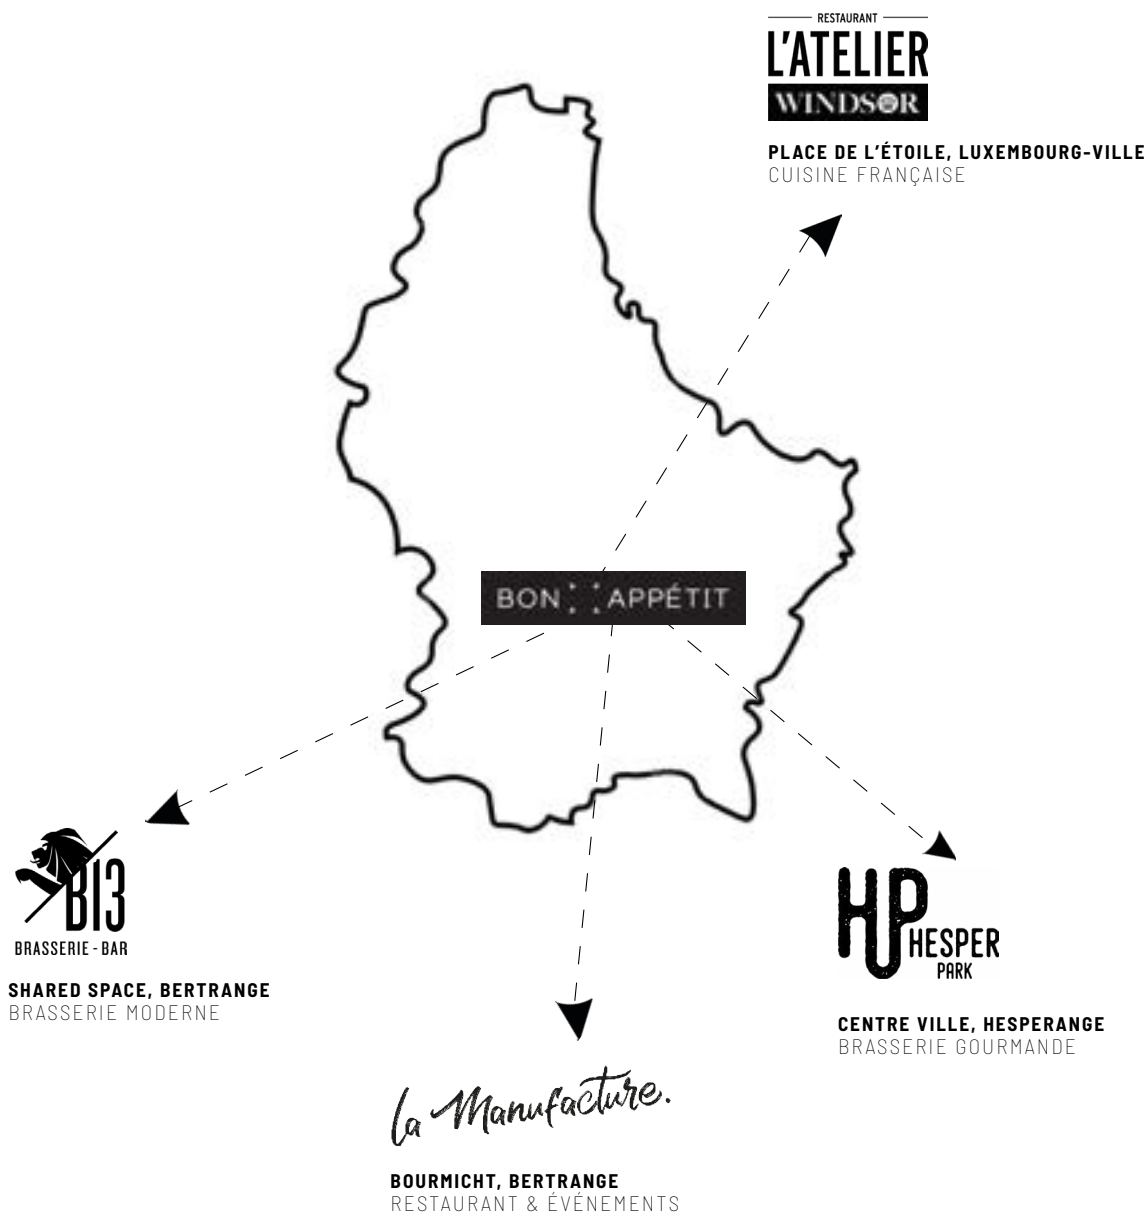 RESTAURANT
L'ATELIER
WINDSOR
PLACE DE L'ÉTOILE, LUXEMBOURG-VILLE
CUISINE FRANÇAISE
BON APPÉTIT
B13
BRASSERIE - BAR
SHARED SPACE, BERTRANGE
BRASSERIE MODERNE
HP
HESPER
PARK
CENTRE VILLE, HESPERANGE
BRASSERIE GOURMANDE
la Manufacture.
BOURMICHT, BERTRANGE
RESTAURANT & ÉVÉNEMENTS